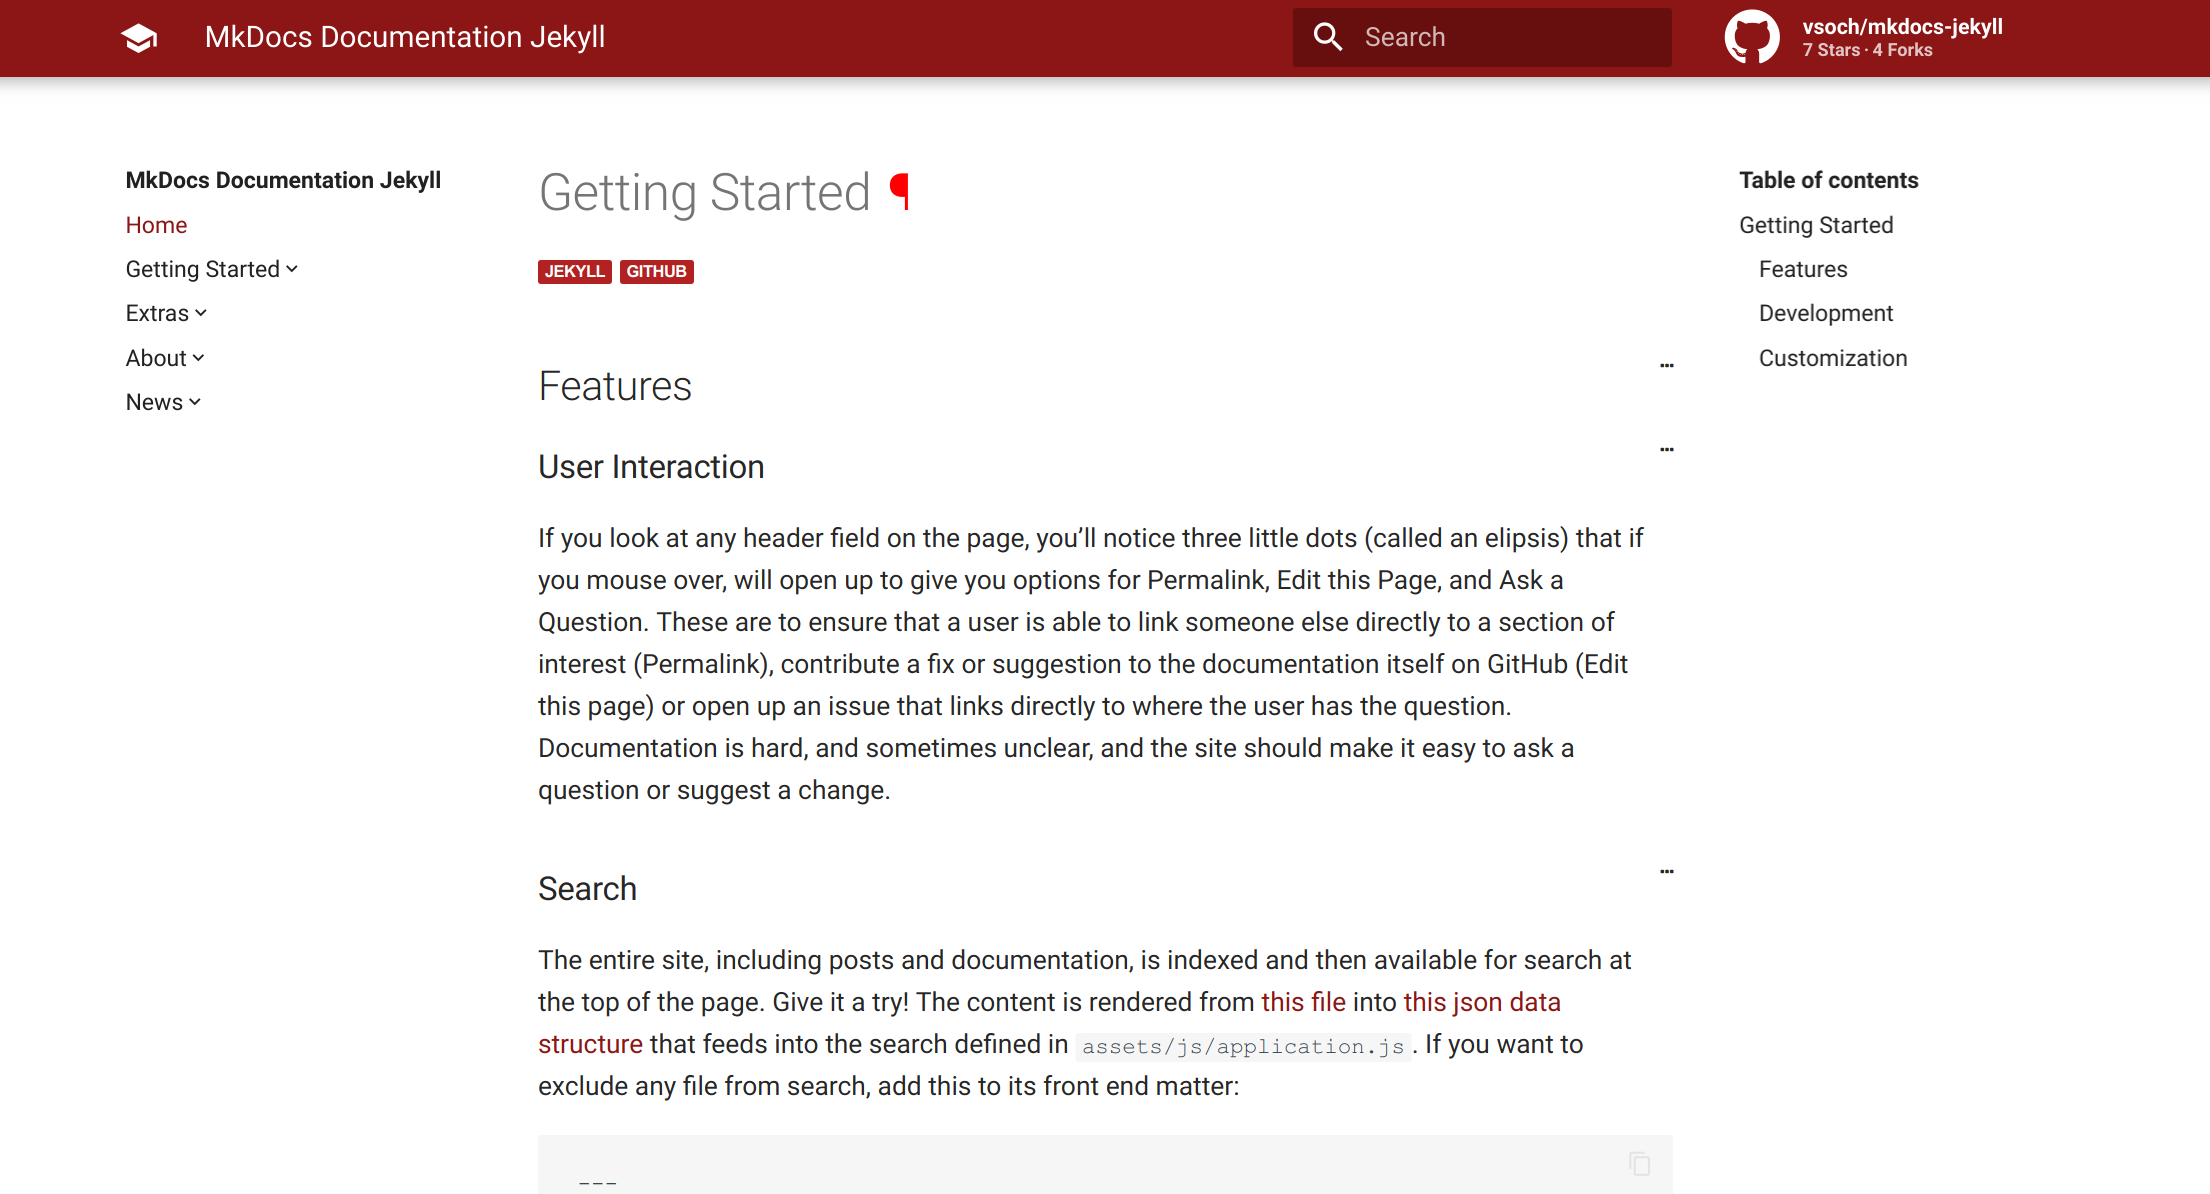 MkDocs Documentation Jekyll
Search
vsoch/mkdocs-jekyll
7 Stars · 4 Forks
MkDocs Documentation Jekyll
Home
Getting Started
Extras
About
News
Getting Started ¶
JEKYLL GITHUB
Features
...
User Interaction
...
If you look at any header field on the page, you’ll notice three little dots (called an elipsis) that if
you mouse over, will open up to give you options for Permalink, Edit this Page, and Ask a
Question. These are to ensure that a user is able to link someone else directly to a section of
interest (Permalink), contribute a fix or suggestion to the documentation itself on GitHub (Edit
this page) or open up an issue that links directly to where the user has the question.
Documentation is hard, and sometimes unclear, and the site should make it easy to ask a
question or suggest a change.
Search
...
The entire site, including posts and documentation, is indexed and then available for search at
the top of the page. Give it a try! The content is rendered from this file into this json data
structure that feeds into the search defined in assets/js/application.js. If you want to
exclude any file from search, add this to its front end matter:
---
Table of contents
Getting Started
Features
Development
Customization